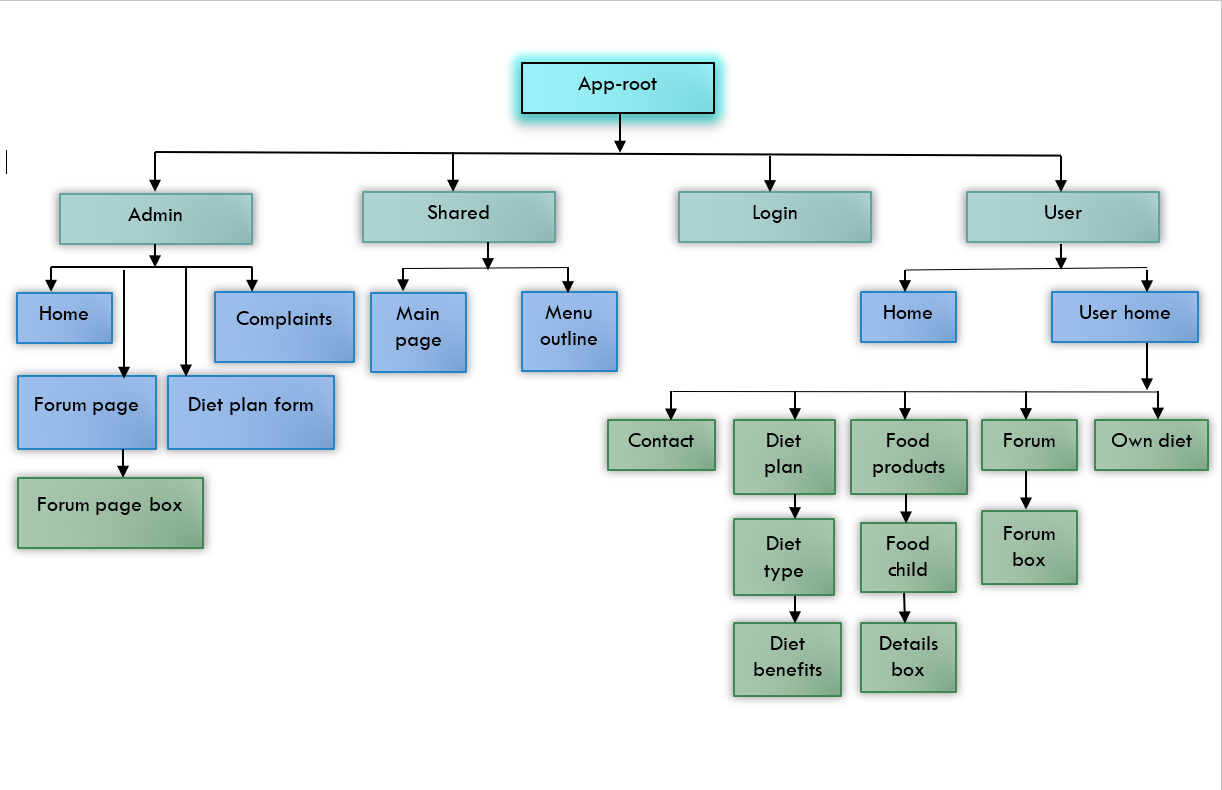 App-root
Admin
Shared
Login
User
Home
Complaints
Main
page
Menu
outline
Home
User home
Forum page
Diet plan form
Contact
Diet
plan
Food
products
Forum
Own diet
Forum page box
Diet
type
Food
child
Forum
box
Diet
benefits
Details
box